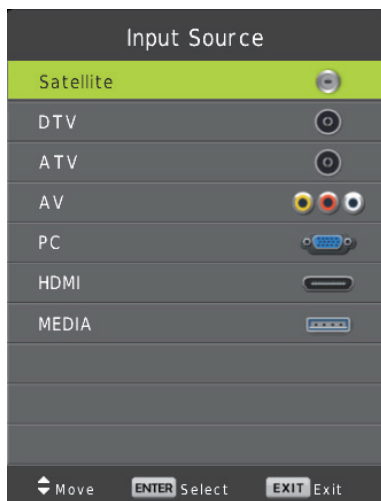 Input Source
Satellite
DTV
ATV
AV
PC
HDMI
MEDIA
Move ENTER Select EXIT Exit